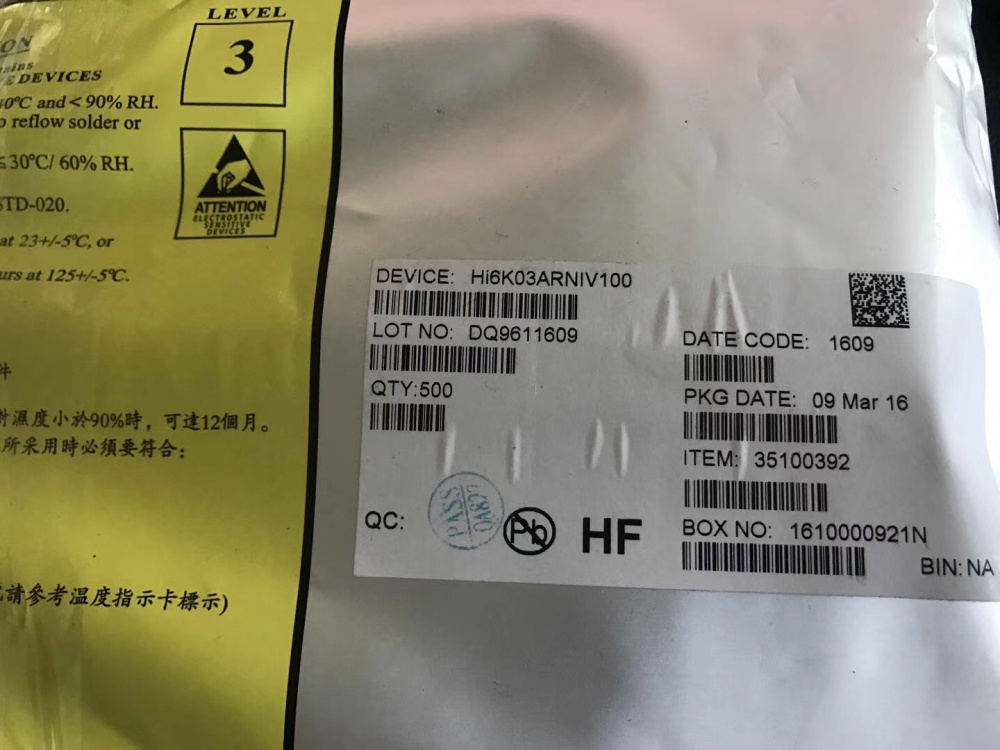 LEVEL
3
ON
DEVICES
40℃ and < 90% RH.
o reflow solder or
≤ 30℃/ 60% RH.
STD-020.
at 23+/-5℃, or
urs at 125+/-5℃.
ATTENTION
ELECTROSTATIC
SENSITIVE
DEVICES
件
對濕度小於90%時，可達12個月。
所采用時必須要符合：
請參考温度指示卡標示)
DEVICE: Hi6K03ARNIV100
LOT NO: DQ9611609
QTY:500
DATE CODE: 1609
PKG DATE: 09 Mar 16
ITEM: 35100392
BOX NO: 1610000921N
BIN: NA
QC:
PASS
Pb
HF